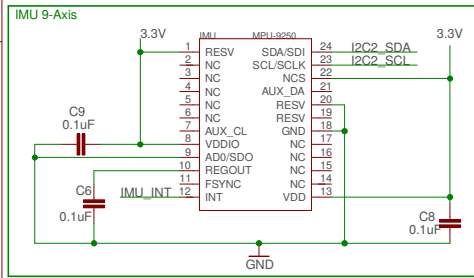 IMU 9-Axis
3.3V
IMU MPU-9250
3.3V
1 RESV SDA/SDI 24 I2C2_SDA
2 NC SCL/SCLK 23 I2C2_SCL
3 NC NCS 22
4 NC AUX_DA 21
5 NC RESV 20
6 NC RESV 19
7 AUX_CL GND 18
8 VDDIO NC 17
9 AD0/SDO NC 16
10 REGOUT NC 15
11 FSYNC NC 14
IMU_INT 12 INT VDD 13
C9
0.1uF
C6
0.1uF
C8
0.1uF
GND